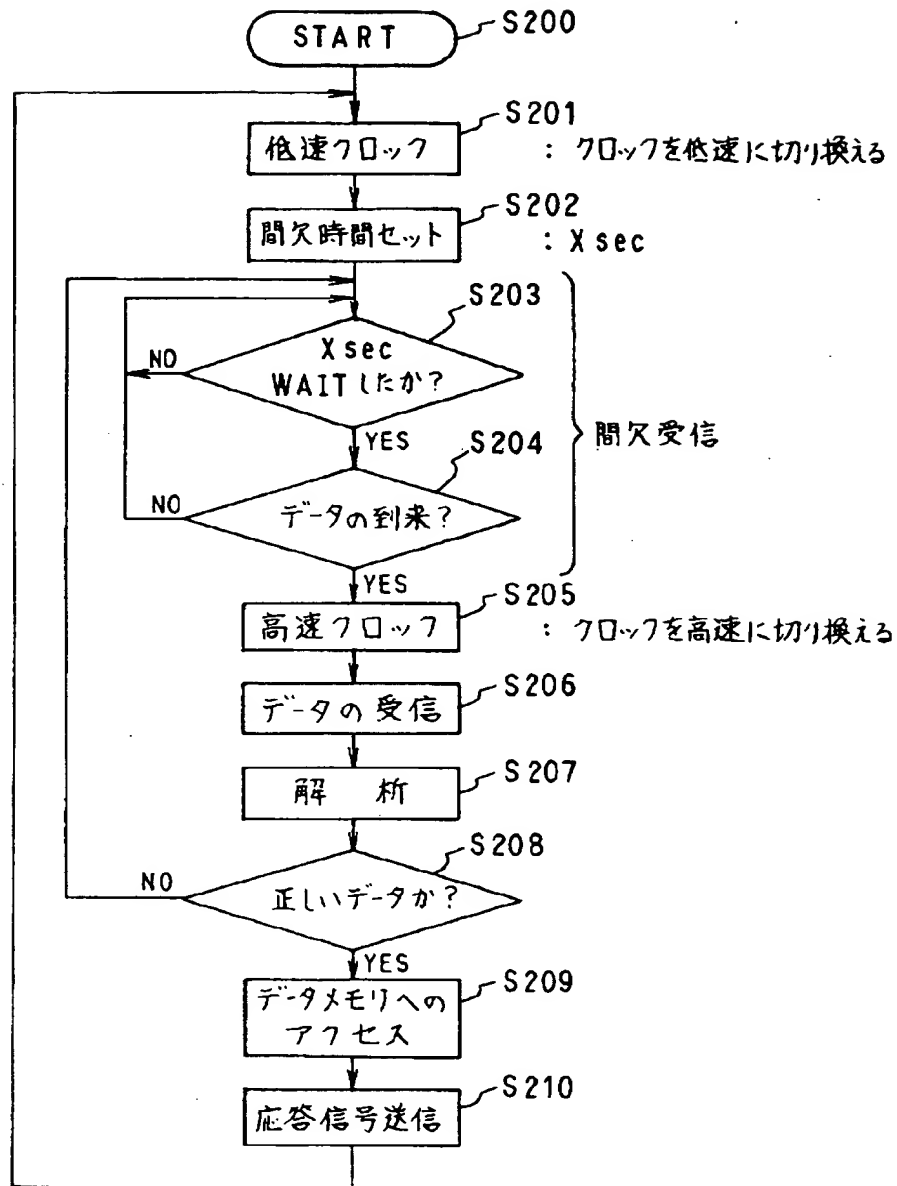 START
S200
S201
低速クロック
: クロックを低速に切り換える
S202
間欠時間セット
: X sec
S203
X sec
WAITしたか?
NO
YES
S204
データの到来?
NO
YES
間欠受信
S205
高速クロック
: クロックを高速に切り換える
S206
データの受信
S207
解 析
S208
正しいデータか?
NO
YES
S209
データメモリへの
アクセス
S210
応答信号送信